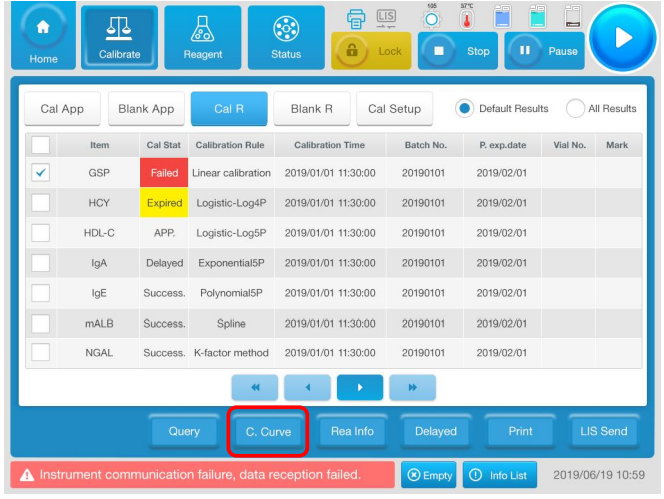 Home
Calibrate
Reagent
Status
LIS
Lock
105
Stop
37℃
Pause
Cal App Blank App Cal R Blank R Cal Setup Default Results All Results
Item Cal Stat Calibration Rule Calibration Time Batch No. P. exp.date Vial No. Mark
GSP Failed Linear calibration 2019/01/01 11:30:00 20190101 2019/02/01
HCY Expired Logistic-Log4P 2019/01/01 11:30:00 20190101 2019/02/01
HDL-C APP. Logistic-Log5P 2019/01/01 11:30:00 20190101 2019/02/01
IgA Delayed Exponential5P 2019/01/01 11:30:00 20190101 2019/02/01
IgE Success. Polynomial5P 2019/01/01 11:30:00 20190101 2019/02/01
mALB Success. Spline 2019/01/01 11:30:00 20190101 2019/02/01
NGAL Success. K-factor method 2019/01/01 11:30:00 20190101 2019/02/01
Query C. Curve Rea Info Delayed Print LIS Send
Instrument communication failure, data reception failed. Empty Info List 2019/06/19 10:59